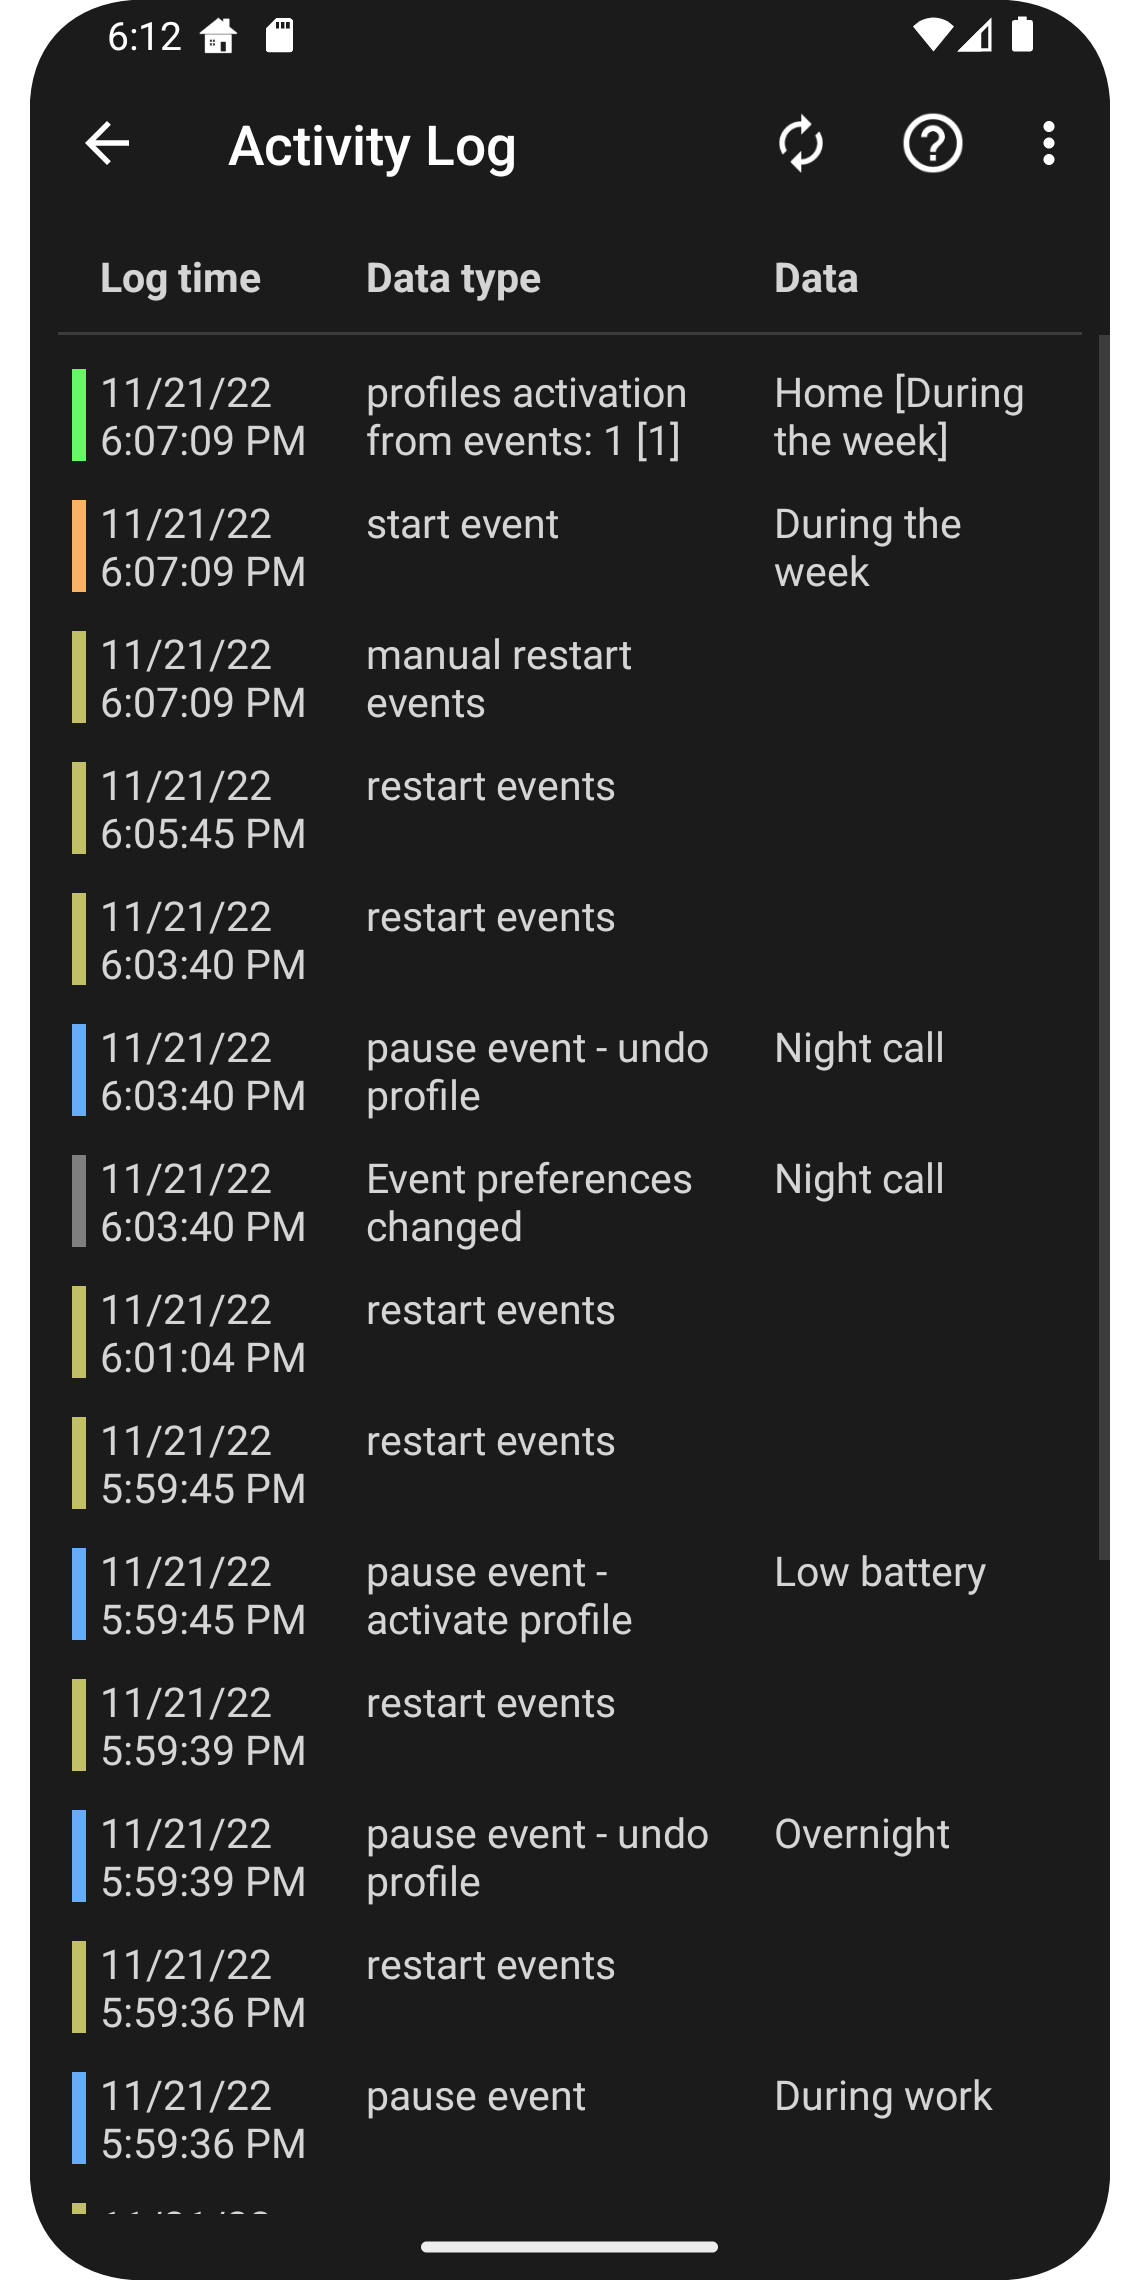 6:12
Activity Log
Log time Data type Data
11/21/22 profiles activation Home [During
6:07:09 PM from events: 1 [1] the week]
11/21/22 start event During the
6:07:09 PM week
11/21/22 manual restart
6:07:09 PM events
11/21/22 restart events
6:05:45 PM
11/21/22 restart events
6:03:40 PM
11/21/22 pause event - undo Night call
6:03:40 PM profile
11/21/22 Event preferences Night call
6:03:40 PM changed
11/21/22 restart events
6:01:04 PM
11/21/22 restart events
5:59:45 PM
11/21/22 pause event - Low battery
5:59:45 PM activate profile
11/21/22 restart events
5:59:39 PM
11/21/22 pause event - undo Overnight
5:59:39 PM profile
11/21/22 restart events
5:59:36 PM
11/21/22 pause event During work
5:59:36 PM